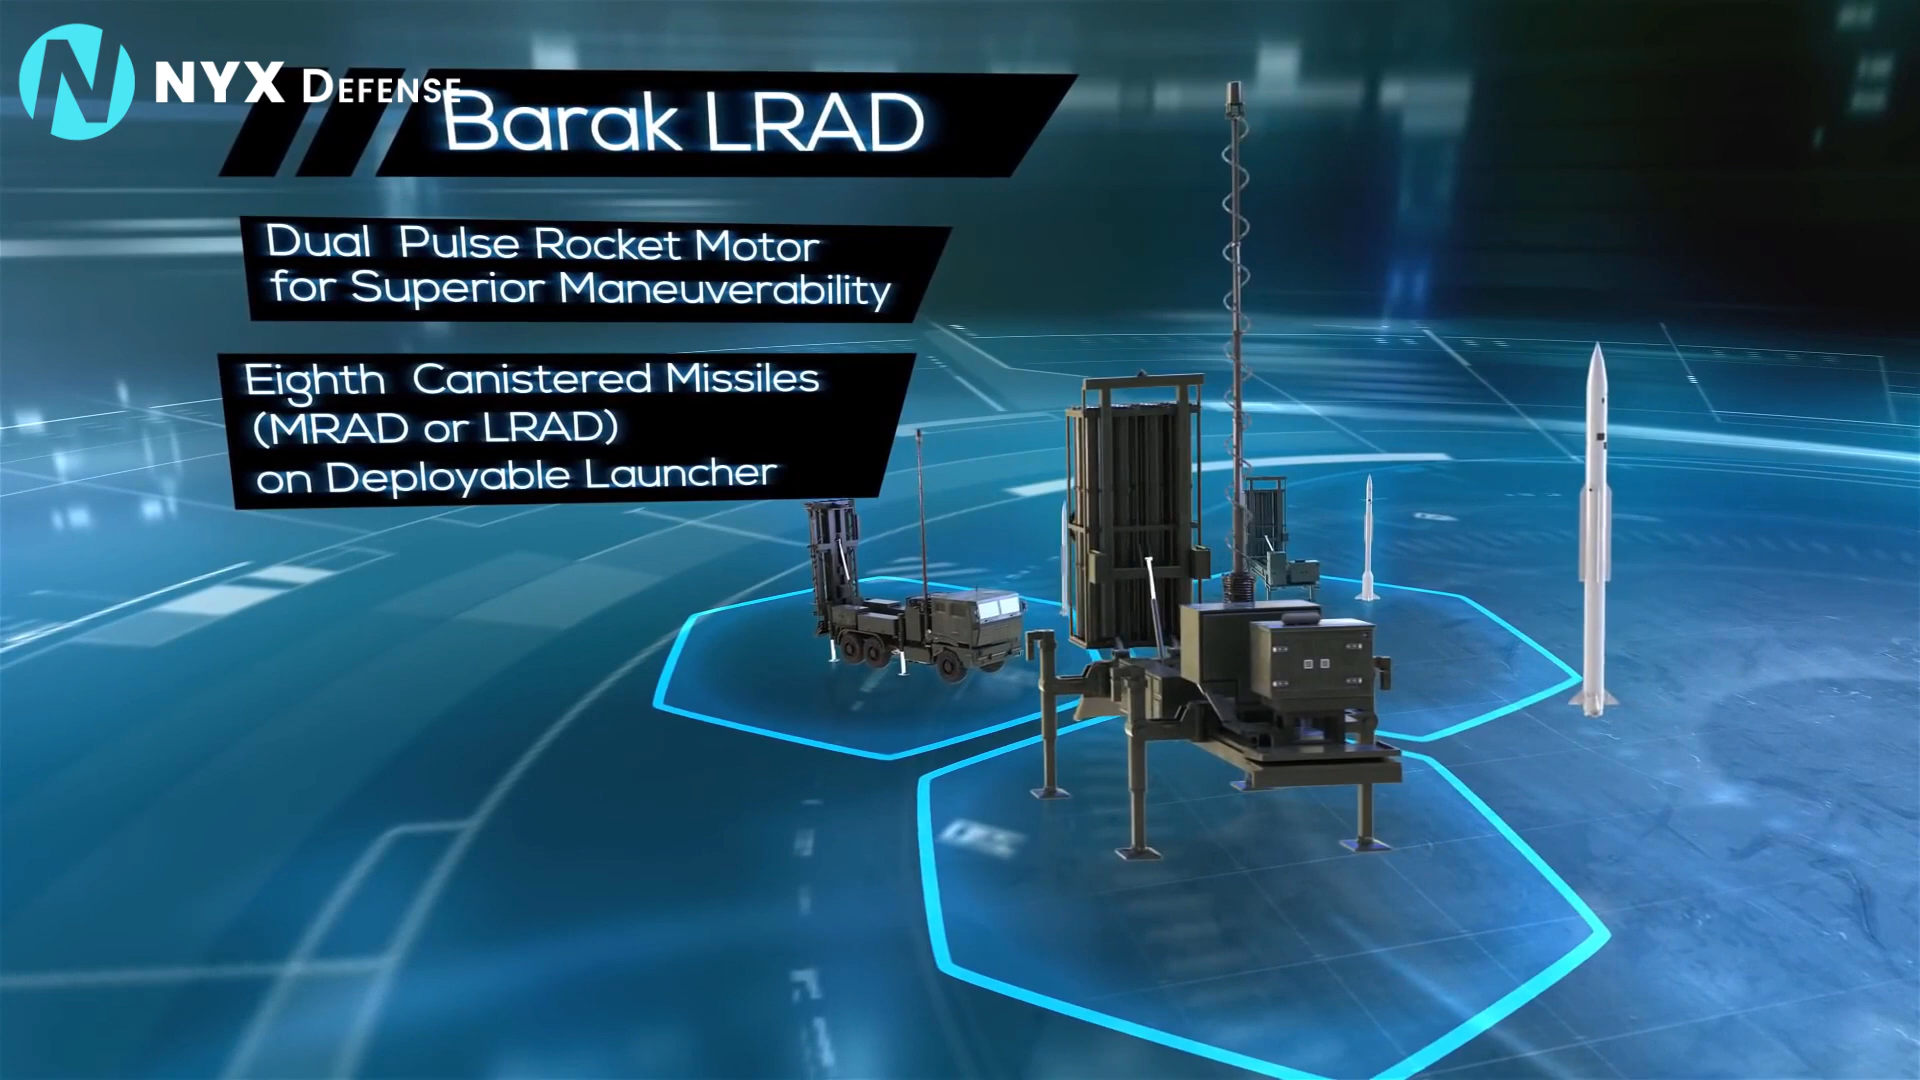 NYX DEFENSE
Barak LRAD
Dual Pulse Rocket Motor
for Superior Maneuverability
Eighth Canistered Missiles
(MRAD or LRAD)
on Deployable Launcher